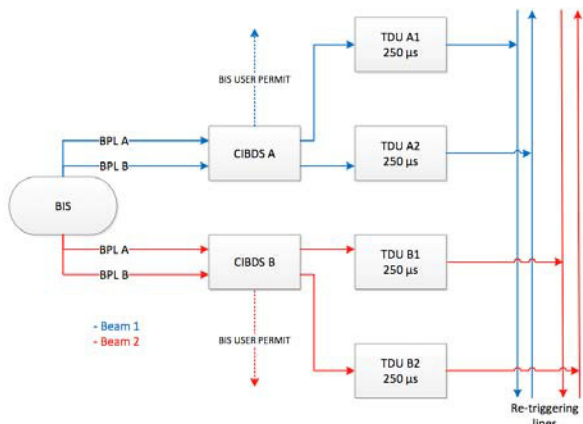 TDU A1
250 µs
BIS USER PERMIT
BPL A
BPL B
CIBDS A
TDU A2
250 µs
BIS
BPL A
BPL B
CIBDS B
TDU B1
250 µs
- Beam 1
- Beam 2
BIS USER PERMIT
TDU B2
250 µs
Re-triggering
lines